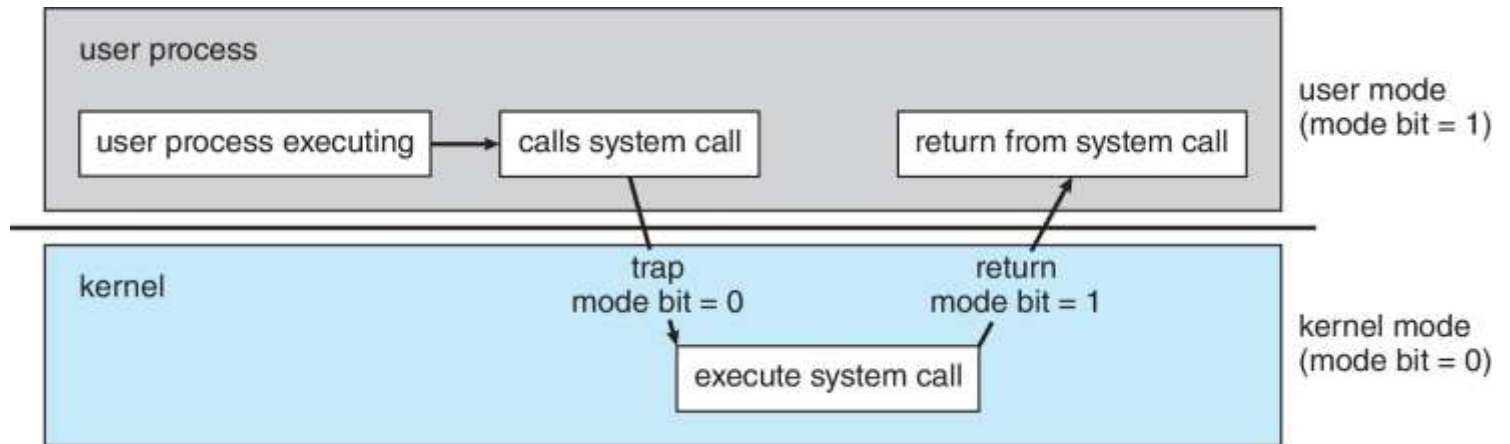 user process
user process executing
calls system call
return from system call
user mode
(mode bit = 1)
kernel
trap
mode bit = 0
return
mode bit = 1
execute system call
kernel mode
(mode bit = 0)